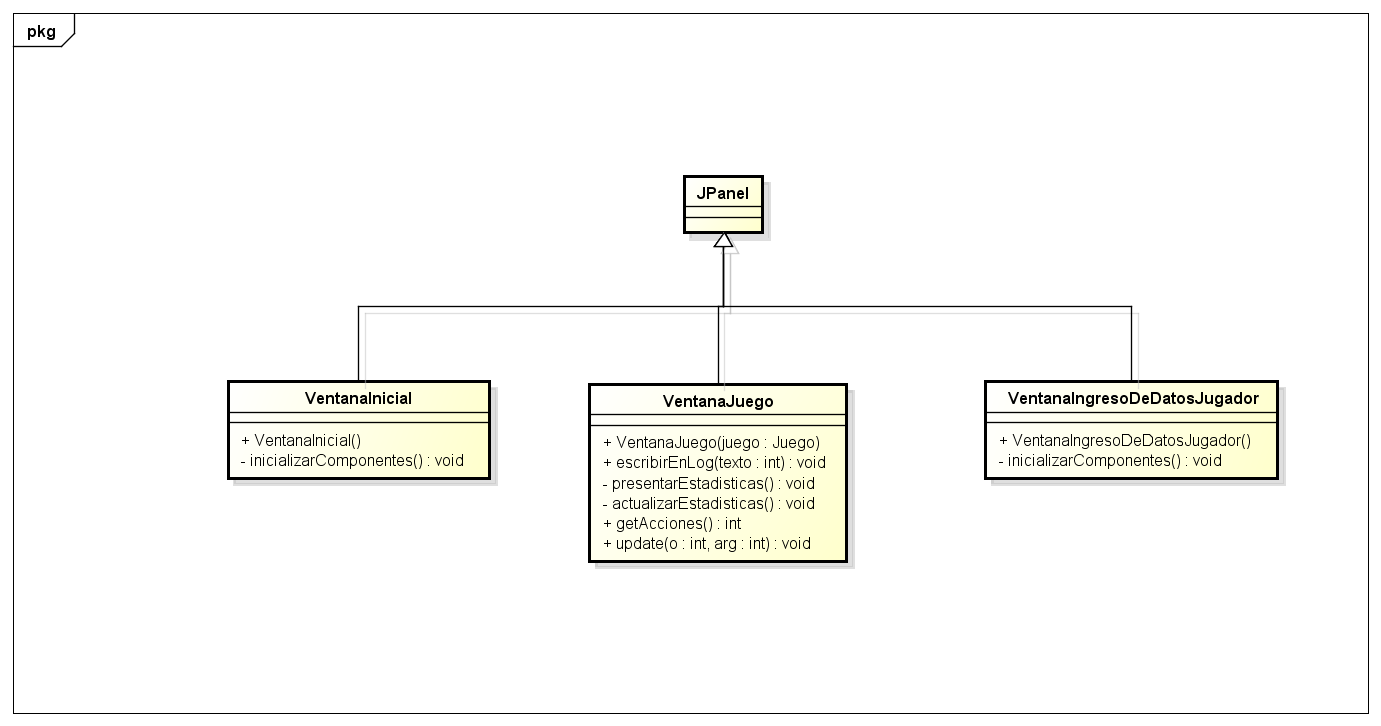 pkg
JPanel
VentanaInicial
+ VentanaInicial()
- inicializarComponentes() : void
VentanaJuego
+ VentanaJuego(juego : Juego)
+ escribirEnLog(texto : int) : void
- presentarEstadisticas() : void
- actualizarEstadisticas() : void
+ getAcciones() : int
+ update(o : int, arg : int) : void
VentanaIngresoDeDatosJugador
+ VentanaIngresoDeDatosJugador()
- inicializarComponentes() : void